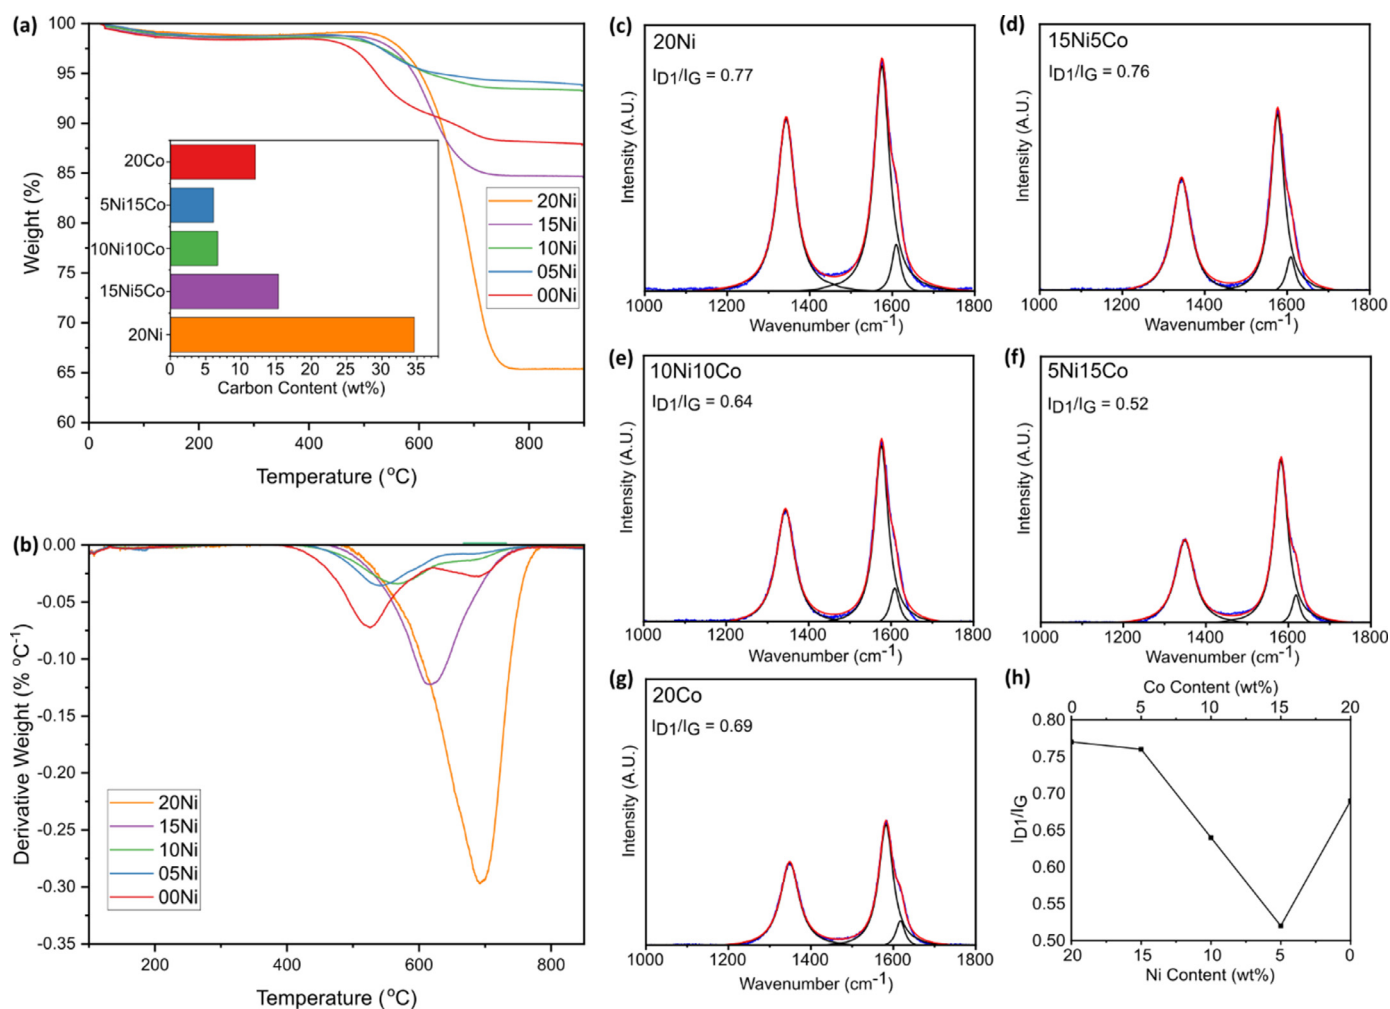 (a)
100
95
90
85
80
75
70
65
60
Weight (%)
0
200
400
600
800
Temperature (°C)
20Co
5Ni15Co
10Ni10Co
15Ni5Co
20Ni
0
5
10
15
20
25
30
35
Carbon Content (wt%)
20Ni
15Ni
10Ni
05Ni
00Ni
(b)
0.00
-0.05
-0.10
-0.15
-0.20
-0.25
-0.30
-0.35
Derivative Weight (% °C-1)
20Ni
15Ni
10Ni
05Ni
00Ni
200
400
600
800
Temperature (°C)
(c)
20Ni
ID1/IG = 0.77
Intensity (A.U.)
1000
1200
1400
1600
1800
Wavenumber (cm-1)
(d)
15Ni5Co
ID1/IG = 0.76
Intensity (A.U.)
1000
1200
1400
1600
1800
Wavenumber (cm-1)
(e)
10Ni10Co
ID1/IG = 0.64
Intensity (A.U.)
1000
1200
1400
1600
1800
Wavenumber (cm-1)
(f)
5Ni15Co
ID1/IG = 0.52
Intensity (A.U.)
1000
1200
1400
1600
1800
Wavenumber (cm-1)
(g)
20Co
ID1/IG = 0.69
Intensity (A.U.)
1000
1200
1400
1600
1800
Wavenumber (cm-1)
(h)
Co Content (wt%)
0
5
10
15
20
0.80
0.75
0.70
0.65
0.60
0.55
0.50
ID1/IG
20
15
10
5
0
Ni Content (wt%)